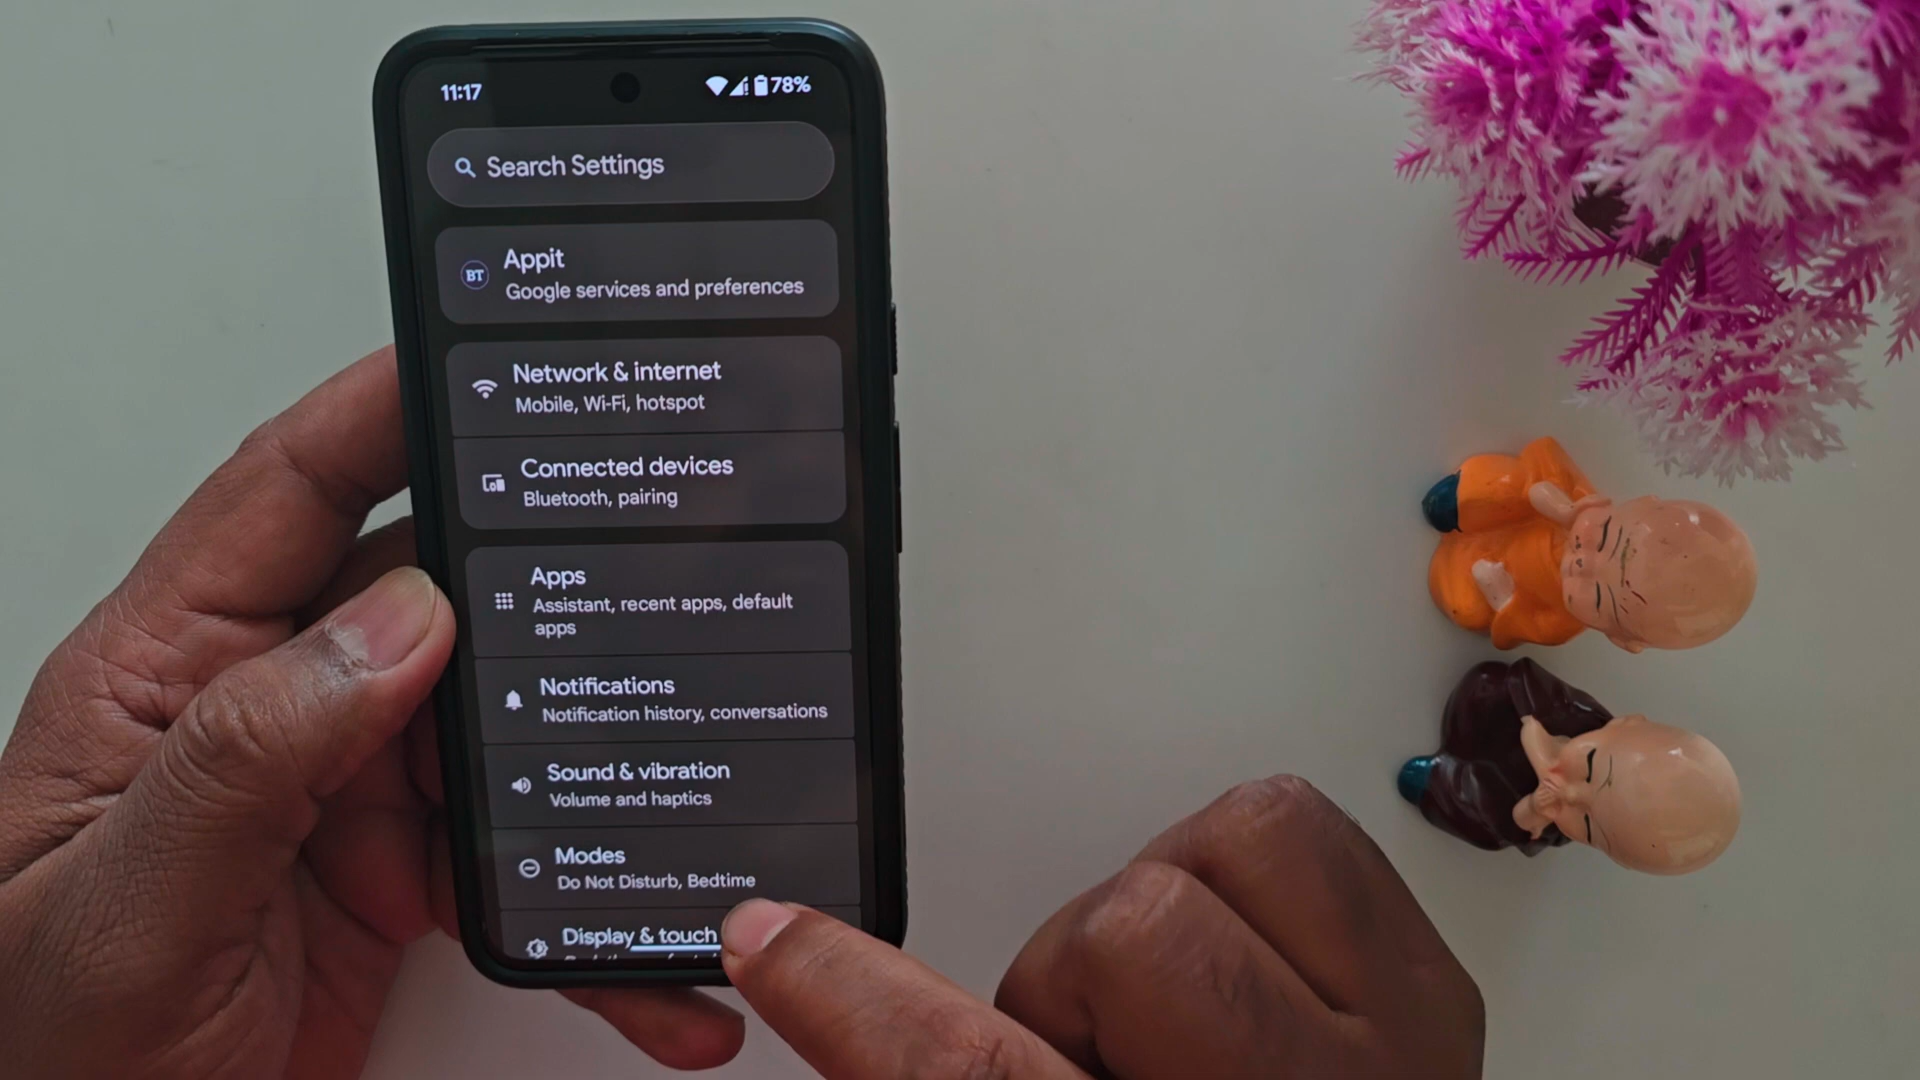 11:17
78%
Search Settings
BT
Appit
Google services and preferences
Network & internet
Mobile, Wi-Fi, hotspot
Connected devices
Bluetooth, pairing
Apps
Assistant, recent apps, default
apps
Notifications
Notification history, conversations
Sound & vibration
Volume and haptics
Modes
Do Not Disturb, Bedtime
Display & touch